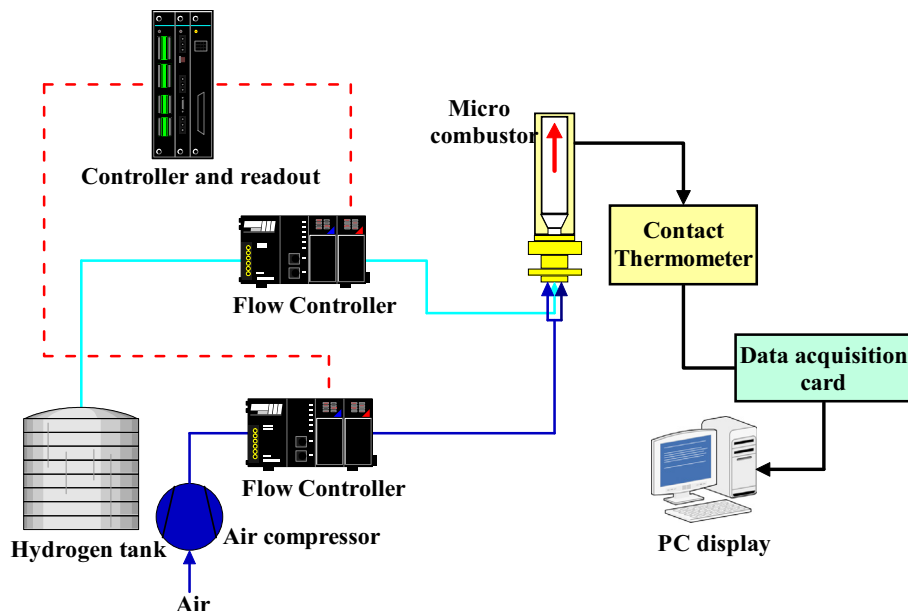 Micro
combustor
Controller and readout
Contact
Thermometer
Flow Controller
Data acquisition
card
Flow Controller
Hydrogen tank
Air compressor
PC display
Air